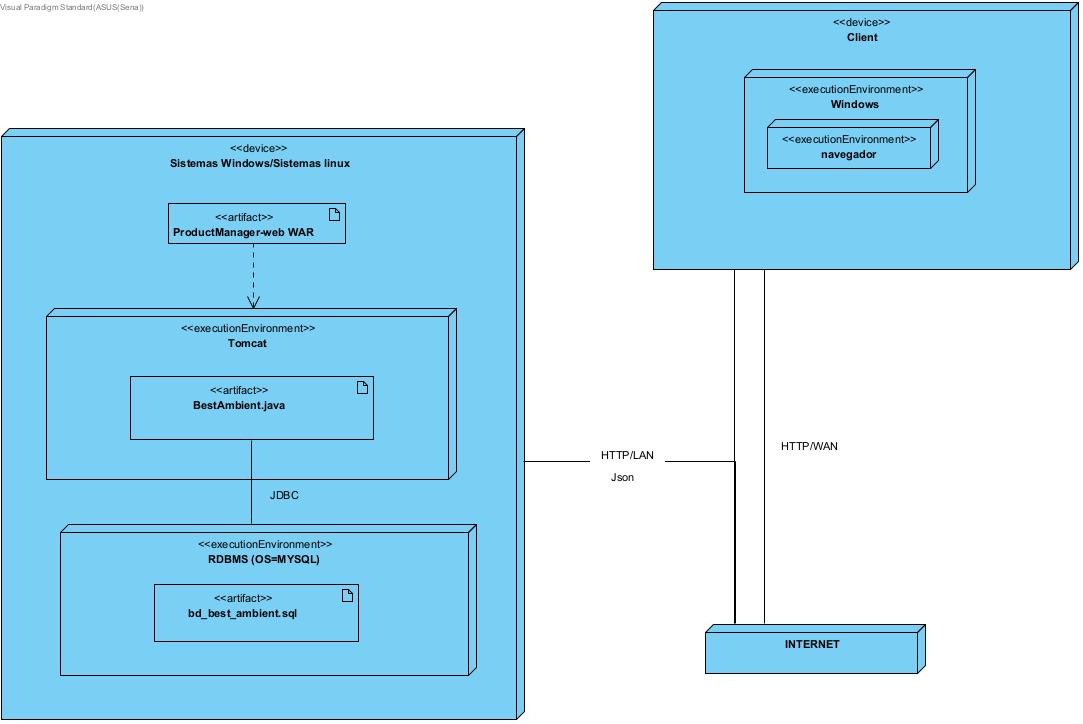 Visual Paradigm Standard(ASUS(Sena))
<<device>>
Client
<<executionEnvironment>>
Windows
<<executionEnvironment>>
navegador
<<device>>
Sistemas Windows/Sistemas linux
<<artifact>>
ProductManager-web WAR
<<executionEnvironment>>
Tomcat
<<artifact>>
BestAmbient.java
JDBC
<<executionEnvironment>>
RDBMS (OS=MYSQL)
<<artifact>>
bd_best_ambient.sql
HTTP/LAN
Json
HTTP/WAN
INTERNET